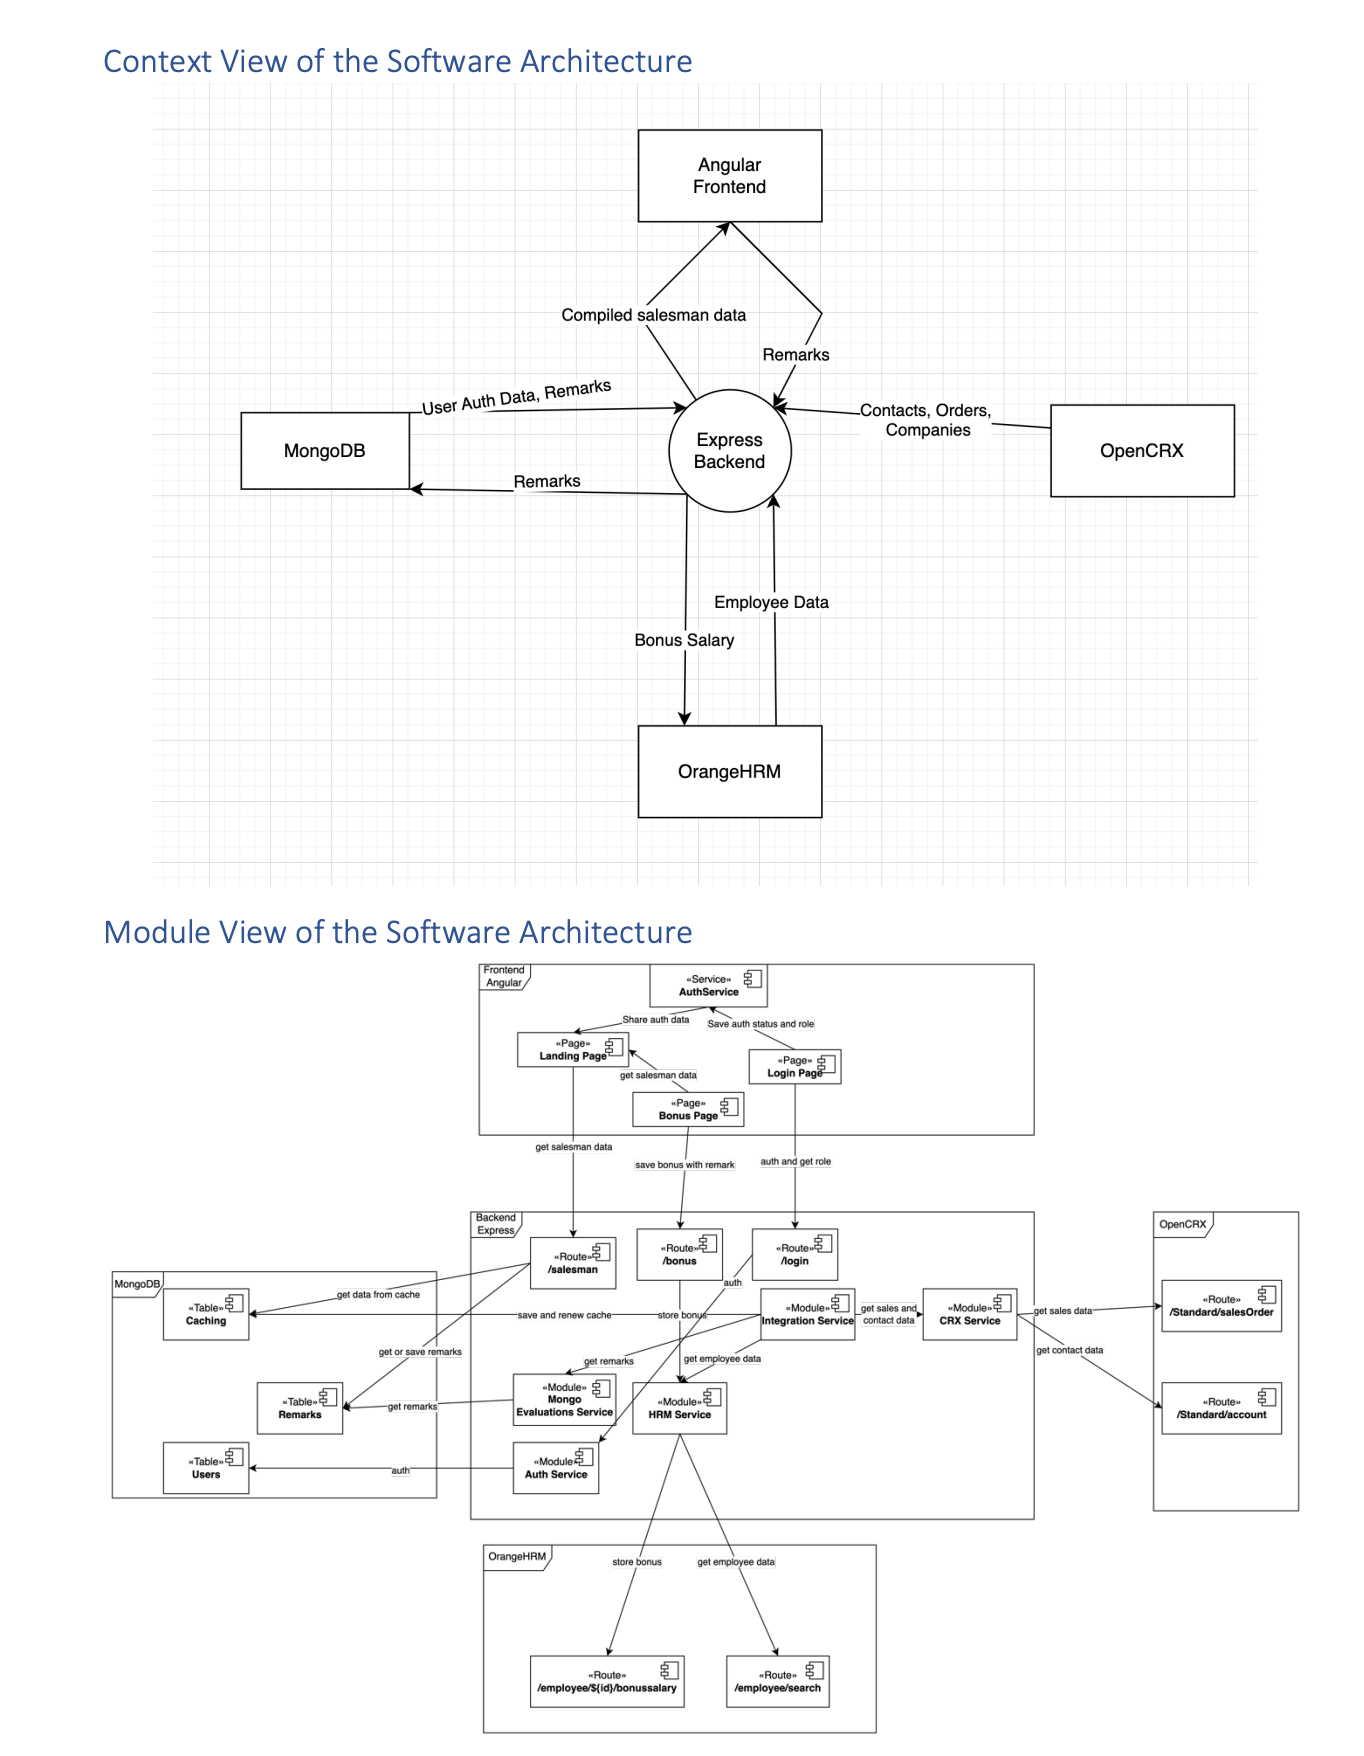 Context View of the Software Architecture
Angular
Frontend
Compiled salesman data
Remarks
User Auth Data, Remarks
Contacts, Orders,
Companies
MongoDB
Express
Backend
OpenCRX
Remarks
Employee Data
Bonus Salary
OrangeHRM
Module View of the Software Architecture
Frontend
Angular
«Service»
AuthService
Share auth data
Save auth status and role
«Page»
Landing Page
«Page»
Login Page
get salesman data
«Page»
Bonus Page
get salesman data
save bonus with remark
auth and get role
Backend
Express
OpenCRX
«Route»
/salesman
«Route»
/bonus
«Route»
/login
MongoDB
get data from cache
auth
«Table»
Caching
save and renew cache
store bonus
«Module»
Integration Service
get sales and
contact data
«Module»
CRX Service
get sales data
«Route»
/Standard/salesOrder
get or save remarks
get remarks
get employee data
get contact data
«Table»
Remarks
get remarks
«Module»
Mongo
Evaluations Service
«Module»
HRM Service
«Route»
/Standard/account
«Table»
Users
auth
«Module»
Auth Service
OrangeHRM
store bonus
get employee data
«Route»
/employee/${id}/bonussalary
«Route»
/employee/search